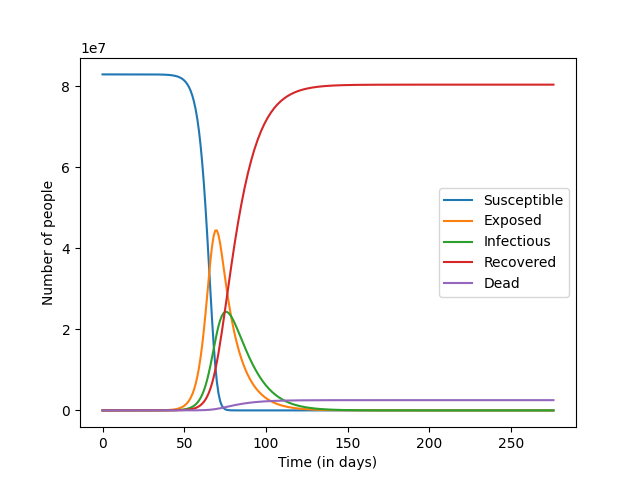 1e7
8
6
4
2
0
Number of people
0 50 100 150 200 250
Time (in days)
Susceptible
Exposed
Infectious
Recovered
Dead